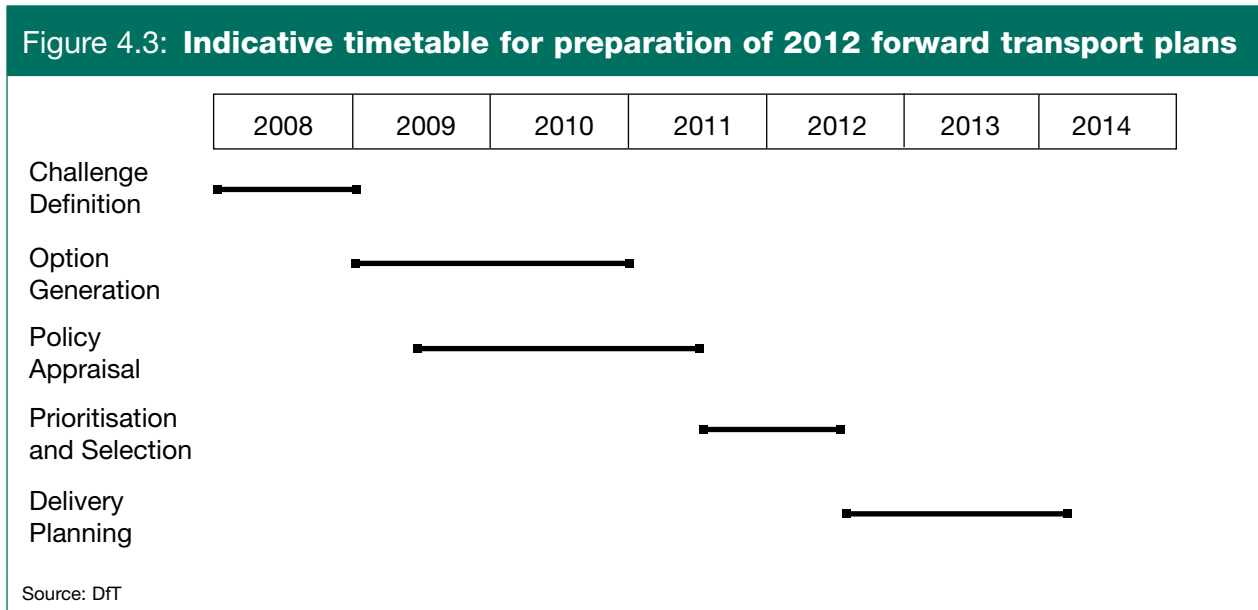 Figure 4.3: Indicative timetable for preparation of 2012 forward transport plans
2008 2009 2010 2011 2012 2013 2014
Challenge
Definition
Option
Generation
Policy
Appraisal
Prioritisation
and Selection
Delivery
Planning
Source: DfT